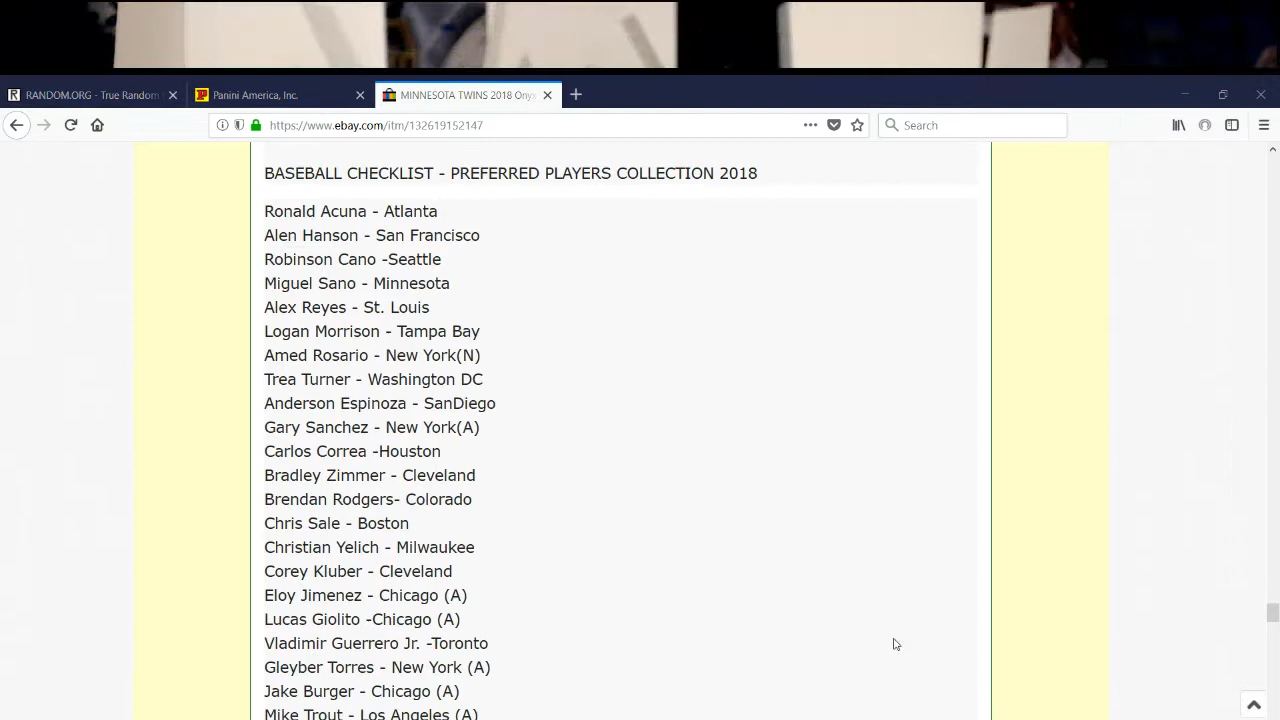 RANDOM.ORG - True Random
Panini America, Inc.
MINNESOTA TWINS 2018 Onyx
https://www.ebay.com/itm/132619152147
Search
BASEBALL CHECKLIST - PREFERRED PLAYERS COLLECTION 2018
Ronald Acuna - Atlanta
Alen Hanson - San Francisco
Robinson Cano -Seattle
Miguel Sano - Minnesota
Alex Reyes - St. Louis
Logan Morrison - Tampa Bay
Amed Rosario - New York(N)
Trea Turner - Washington DC
Anderson Espinoza - SanDiego
Gary Sanchez - New York(A)
Carlos Correa -Houston
Bradley Zimmer - Cleveland
Brendan Rodgers- Colorado
Chris Sale - Boston
Christian Yelich - Milwaukee
Corey Kluber - Cleveland
Eloy Jimenez - Chicago (A)
Lucas Giolito -Chicago (A)
Vladimir Guerrero Jr. -Toronto
Gleyber Torres - New York (A)
Jake Burger - Chicago (A)
Mike Trout - Los Angeles (A)